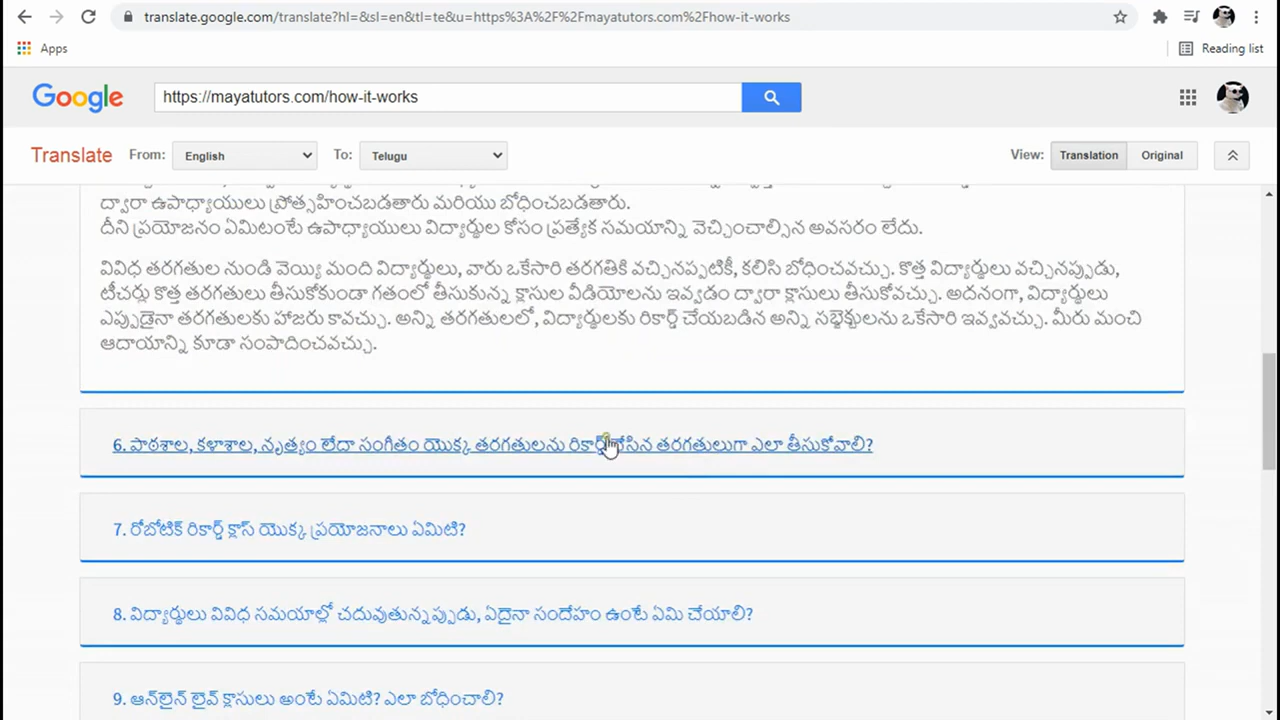 translate.google.com/translate?hl=&sl=en&tl=te&u=https%3A%2F%2Fmayatutors.com%2Fhow-it-works
Apps
Reading list
Google
https://mayatutors.com/how-it-works
Translate From: English To: Telugu View: Translation Original
ద్వారా ఉపాధ్యాయులు ప్రోత్సహించబడతారు మరియు బోధించబడతారు.
దీని ప్రయోజనం ఏమిటంటే ఉపాధ్యాయులు విద్యార్థుల కోసం ప్రత్యేక సమయాన్ని వెచ్చించాల్సిన అవసరం లేదు.
వివిధ తరగతుల నుండి వెయ్యి మంది విద్యార్థులు, వారు ఒకేసారి తరగతికి వచ్చినప్పటికీ, కలిసి బోధించవచ్చు. కొత్త విద్యార్థులు వచ్చినప్పుడు,
టీచర్లు కొత్త తరగతులు తీసుకోకుండా గతంలో తీసుకున్న క్లాసుల వీడియోలను ఇవ్వడం ద్వారా క్లాసులు తీసుకోవచ్చు. అదనంగా, విద్యార్థులు
ఎప్పుడైనా తరగతులకు హాజరు కావచ్చు. అన్ని తరగతులలో, విద్యార్థులకు రికార్డ్ చేయబడిన అన్ని సబ్జెక్టులను ఒకేసారి ఇవ్వవచ్చు. మీరు మంచి
ఆదాయాన్ని కూడా సంపాదించవచ్చు.
6. పాఠశాల, కళాశాల, నృత్యం లేదా సంగీతం యొక్క తరగతులను తరగతులుగా ఎలా తీసుకోవాలి?
7. రోబోటిక్ రికార్డ్ క్లాస్ యొక్క ప్రయోజనాలు ఏమిటి?
8. విద్యార్థులు వివిధ సమయాల్లో చదువుతున్నప్పుడు, ఏదైనా సందేహం ఉంటే ఏమి చేయాలి?
9. ఆన్‌లైన్ లైవ్ క్లాసులు అంటే ఏమిటి? ఎలా బోధించాలి?